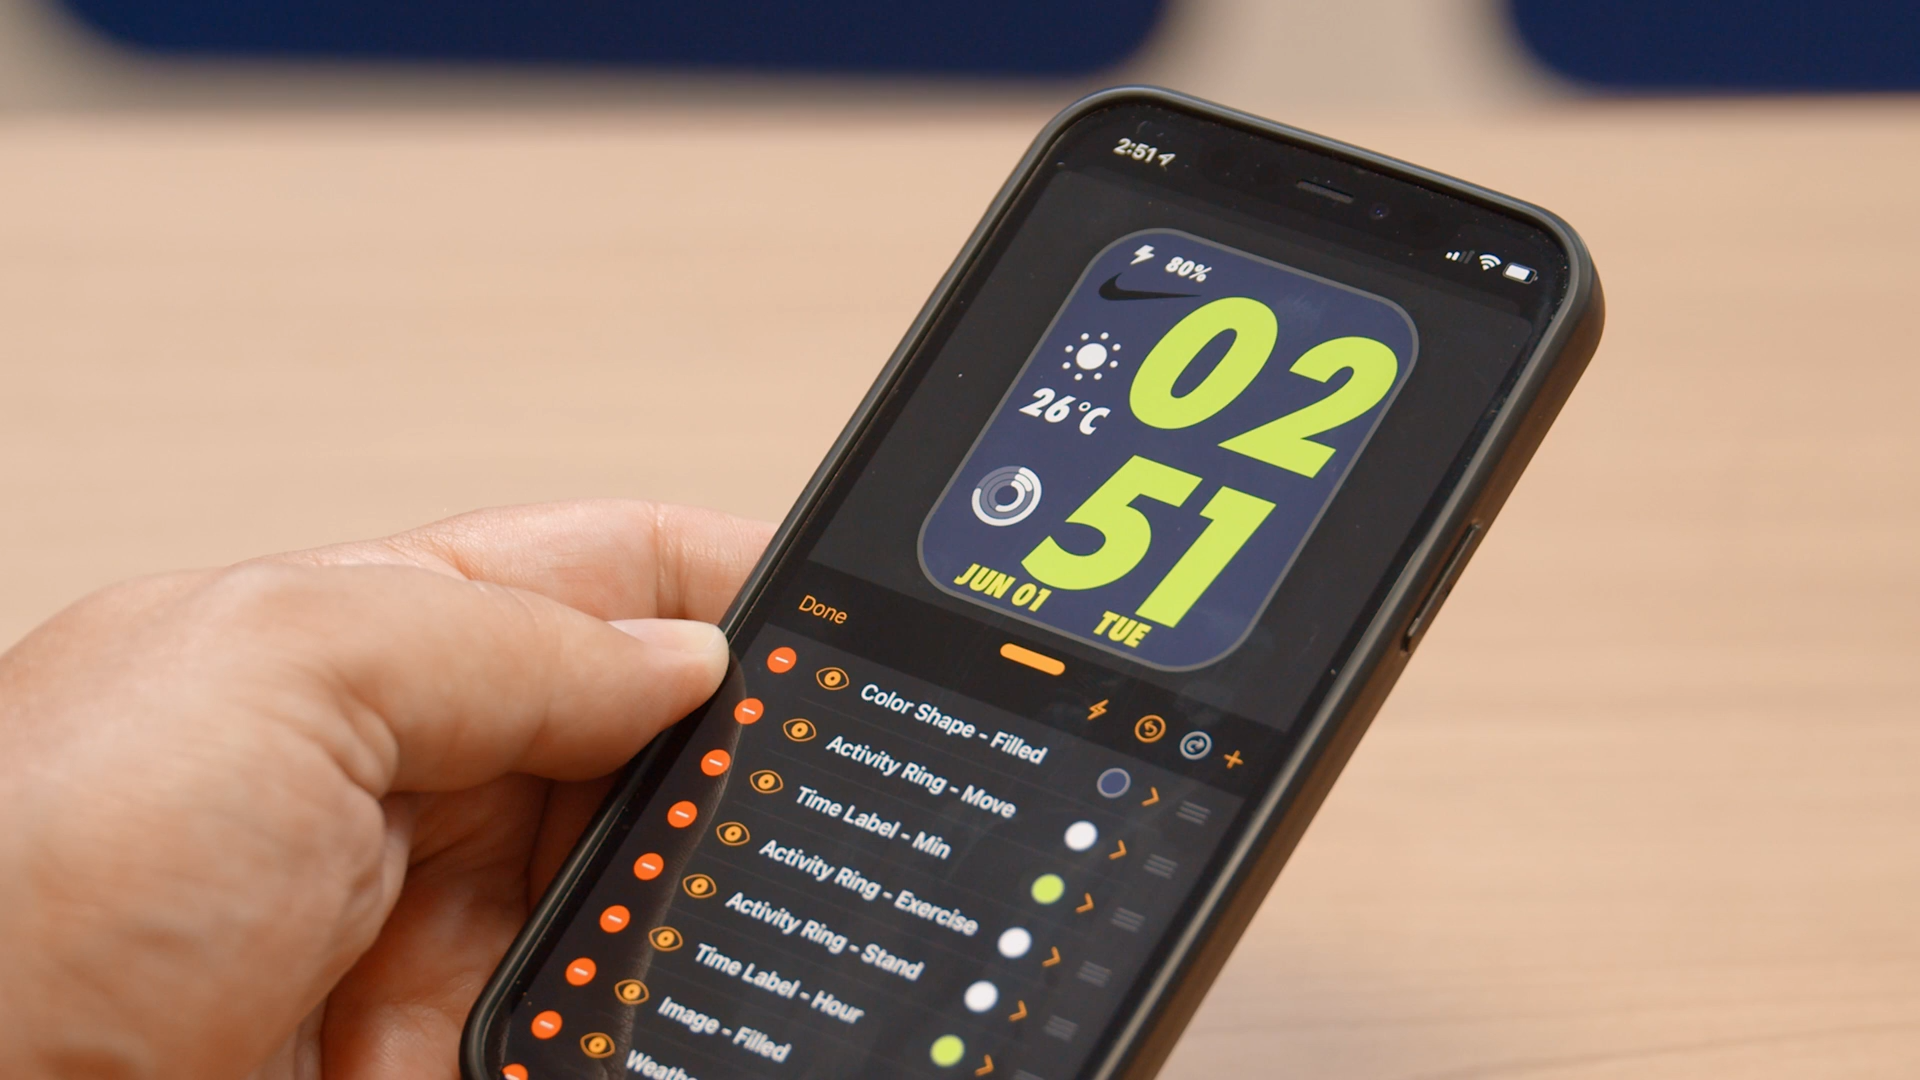 2:51
80%
02
26°C
51
JUN 01
TUE
Done
Color Shape - Filled
Activity Ring - Move
Time Label - Min
Activity Ring - Exercise
Activity Ring - Stand
Time Label - Hour
Image - Filled